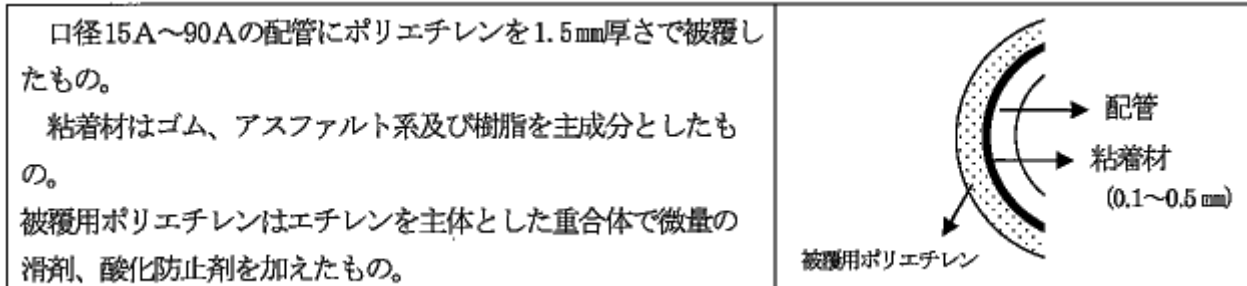 口径15A～90Aの配管にポリエチレンを1.5㎜厚さで被覆し
たもの。
　粘着材はゴム、アスファルト系及び樹脂を主成分としたも
の。
被覆用ポリエチレンはエチレンを主体とした重合体で微量の
滑剤、酸化防止剤を加えたもの。
配管
粘着材
(0.1～0.5㎜)
被覆用ポリエチレン